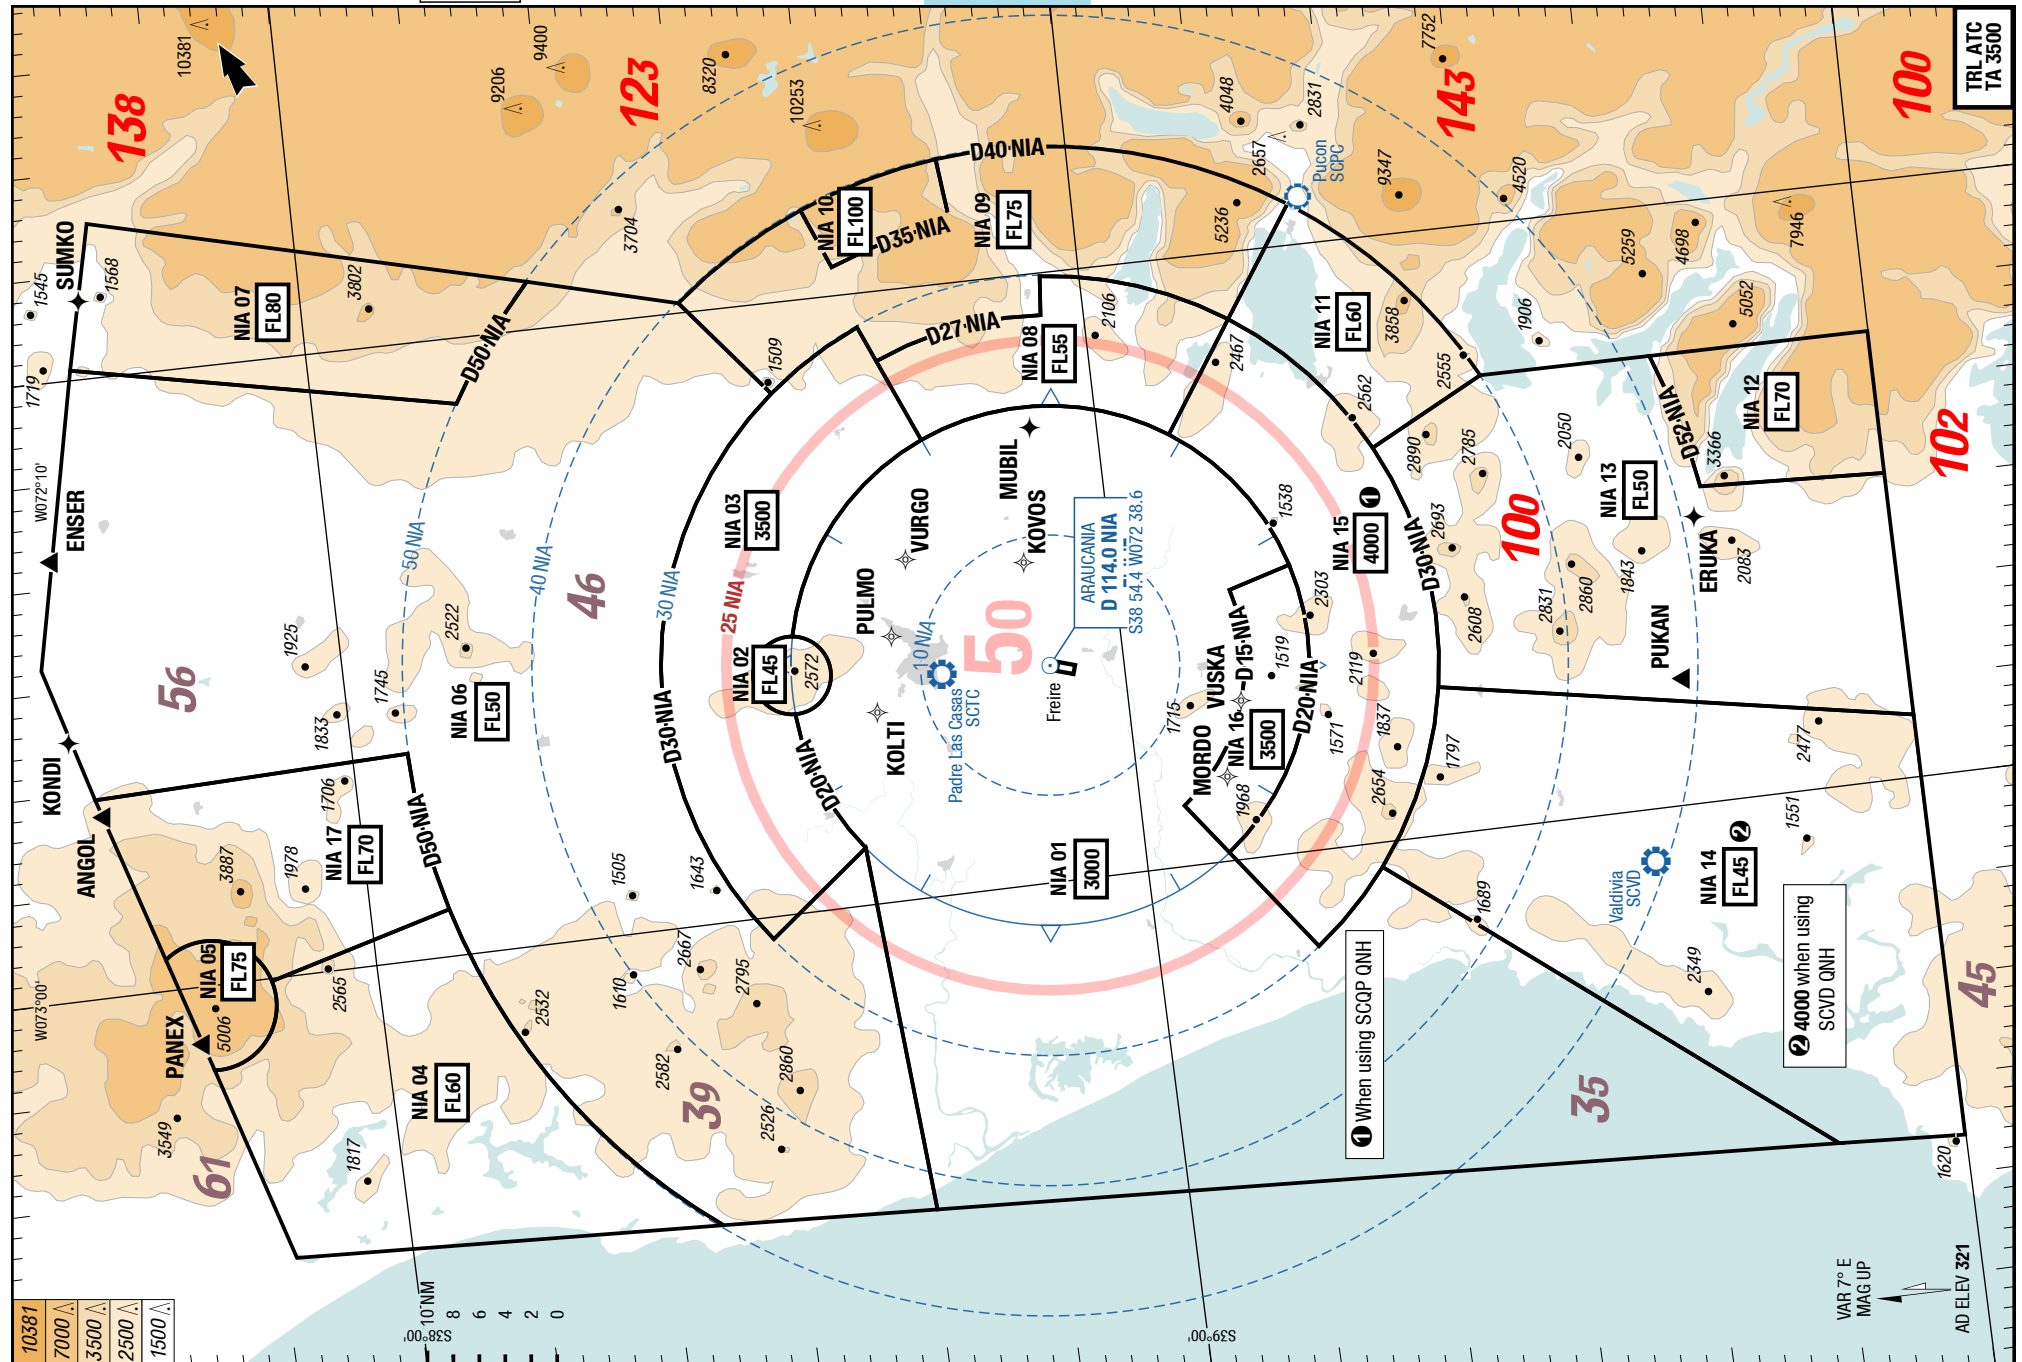 10381
138
9206
9400
123
8320
10253
7752
143
100
TRL ATC
TA 3500
4048
2831
2657
Pucon
SCPC
9347
4520
D40·NIA
1545
SUMKO
1568
3704
NIA 10
FL100
D35·NIA
NIA 09
FL75
5236
5259
4698
7946
NIA 07
FL80
3802
D50·NIA
1719
1509
D27·NIA
NIA 08
FL55
2106
2467
NIA 11
FL60
3858
2555
1906
5052
NIA 12
FL70
D52·NIA
102
2562
W072°10'
ENSER
50 NIA
40 NIA
46
30 NIA
25 NIA
NIA 03
3500
VURGO
MUBIL
KOVOS
ARAUCANIA
D 114.0 NIA
S38 54.4 W072 38.6
1538
NIA 15
4000 ❶
D30·NIA
2890
2785
2693
2050
NIA 13
FL50
3366
100
ERUKA
2083
1843
2860
2831
2608
PUKAN
56
1925
2522
1745
1833
NIA 06
FL50
D30·NIA
NIA 02
FL45
2572
PULMO
10 NIA
50
KOLTI
Padre Las Casas
SCTC
Freire
1715
VUSKA
D15·NIA
1519
2303
D20·NIA
2119
MORDO
NIA 16
3500
1571
1837
1797
2654
1968
D20·NIA
KONDI
ANGOL
3887
1978
1706
NIA 17
FL70
D50·NIA
1505
1643
NIA 01
3000
1689
Valdivia
SCVD
NIA 14
FL45 ❷
1551
2477
2349
❷ 4000 when using
SCVD QNH
45
W073°00'
PANEX
NIA 05
FL75
5006
2565
2532
1610
2667
2795
2582
2860
2526
39
❶ When using SCQP QNH
35
3549
61
1817
NIA 04
FL60
1620
10381
7000
3500
2500
1500
S38°00'
10 NM
8
6
4
2
0
S39°00'
VAR 7° E
MAG UP
AD ELEV 321